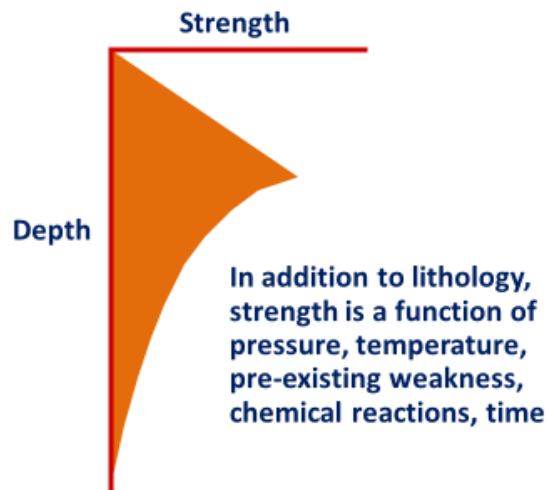 Strength
Depth
In addition to lithology,
strength is a function of
pressure, temperature,
pre-existing weakness,
chemical reactions, time